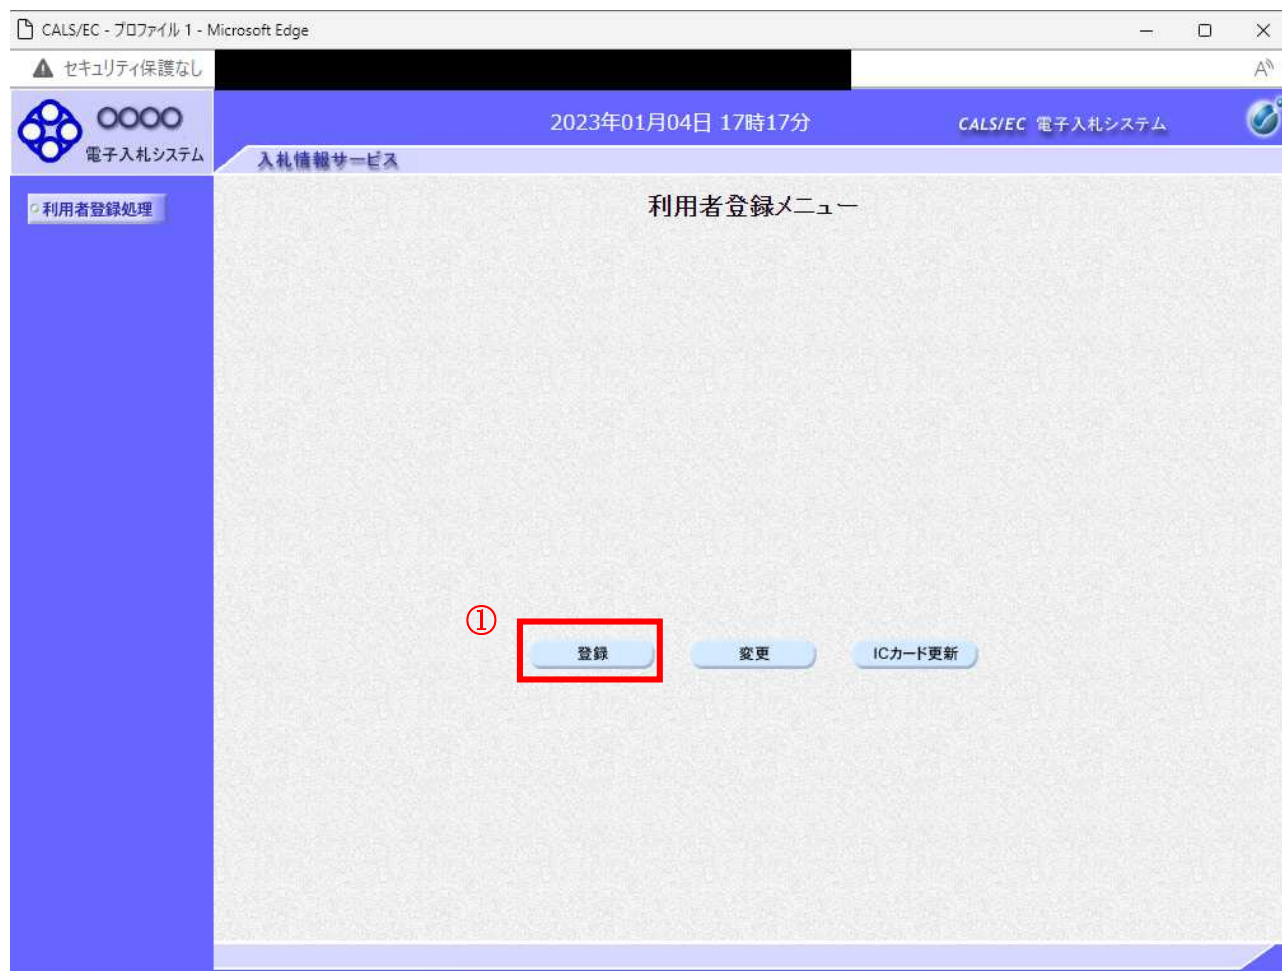 CALS/EC - プロファイル 1 - Microsoft Edge
セキュリティ保護なし
A
○○○○
電子入札システム
2023年01月04日 17時17分
CALS/EC 電子入札システム
入札情報サービス
利用者登録処理
利用者登録メニュー
①
登録
変更
ICカード更新